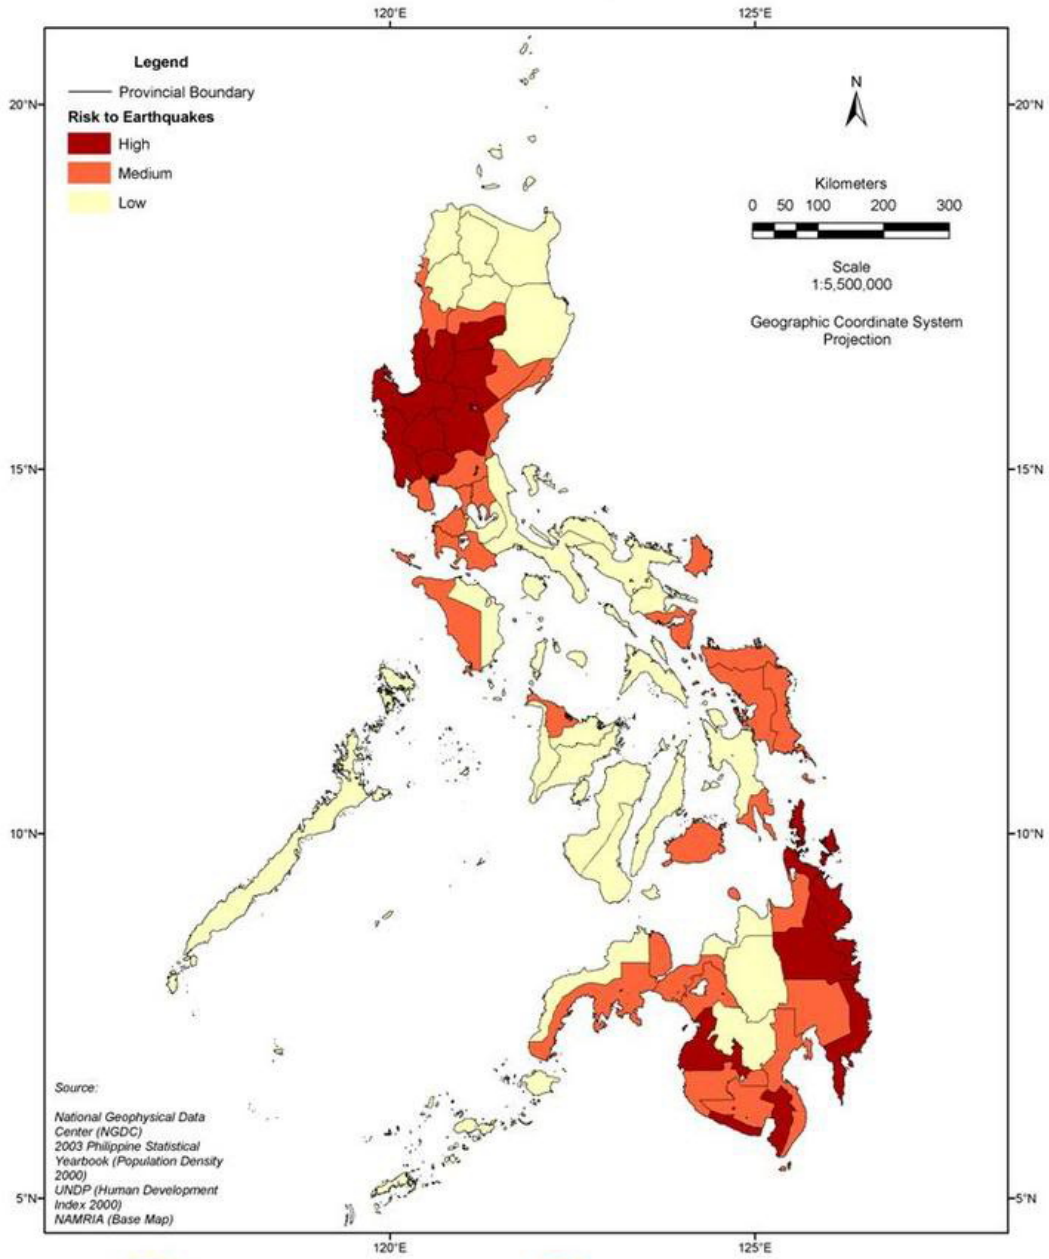 120°E
125°E
Legend
Provincial Boundary
Risk to Earthquakes
High
Medium
Low
N
Kilometers
0 50 100 200 300
Scale
1:5,500,000
Geographic Coordinate System
Projection
20°N
20°N
15°N
15°N
10°N
10°N
5°N
5°N
Source:
National Geophysical Data
Center (NGDC)
2003 Philippine Statistical
Yearbook (Population Density
2000)
UNDP (Human Development
Index 2000)
NAMRIA (Base Map)
120°E
125°E